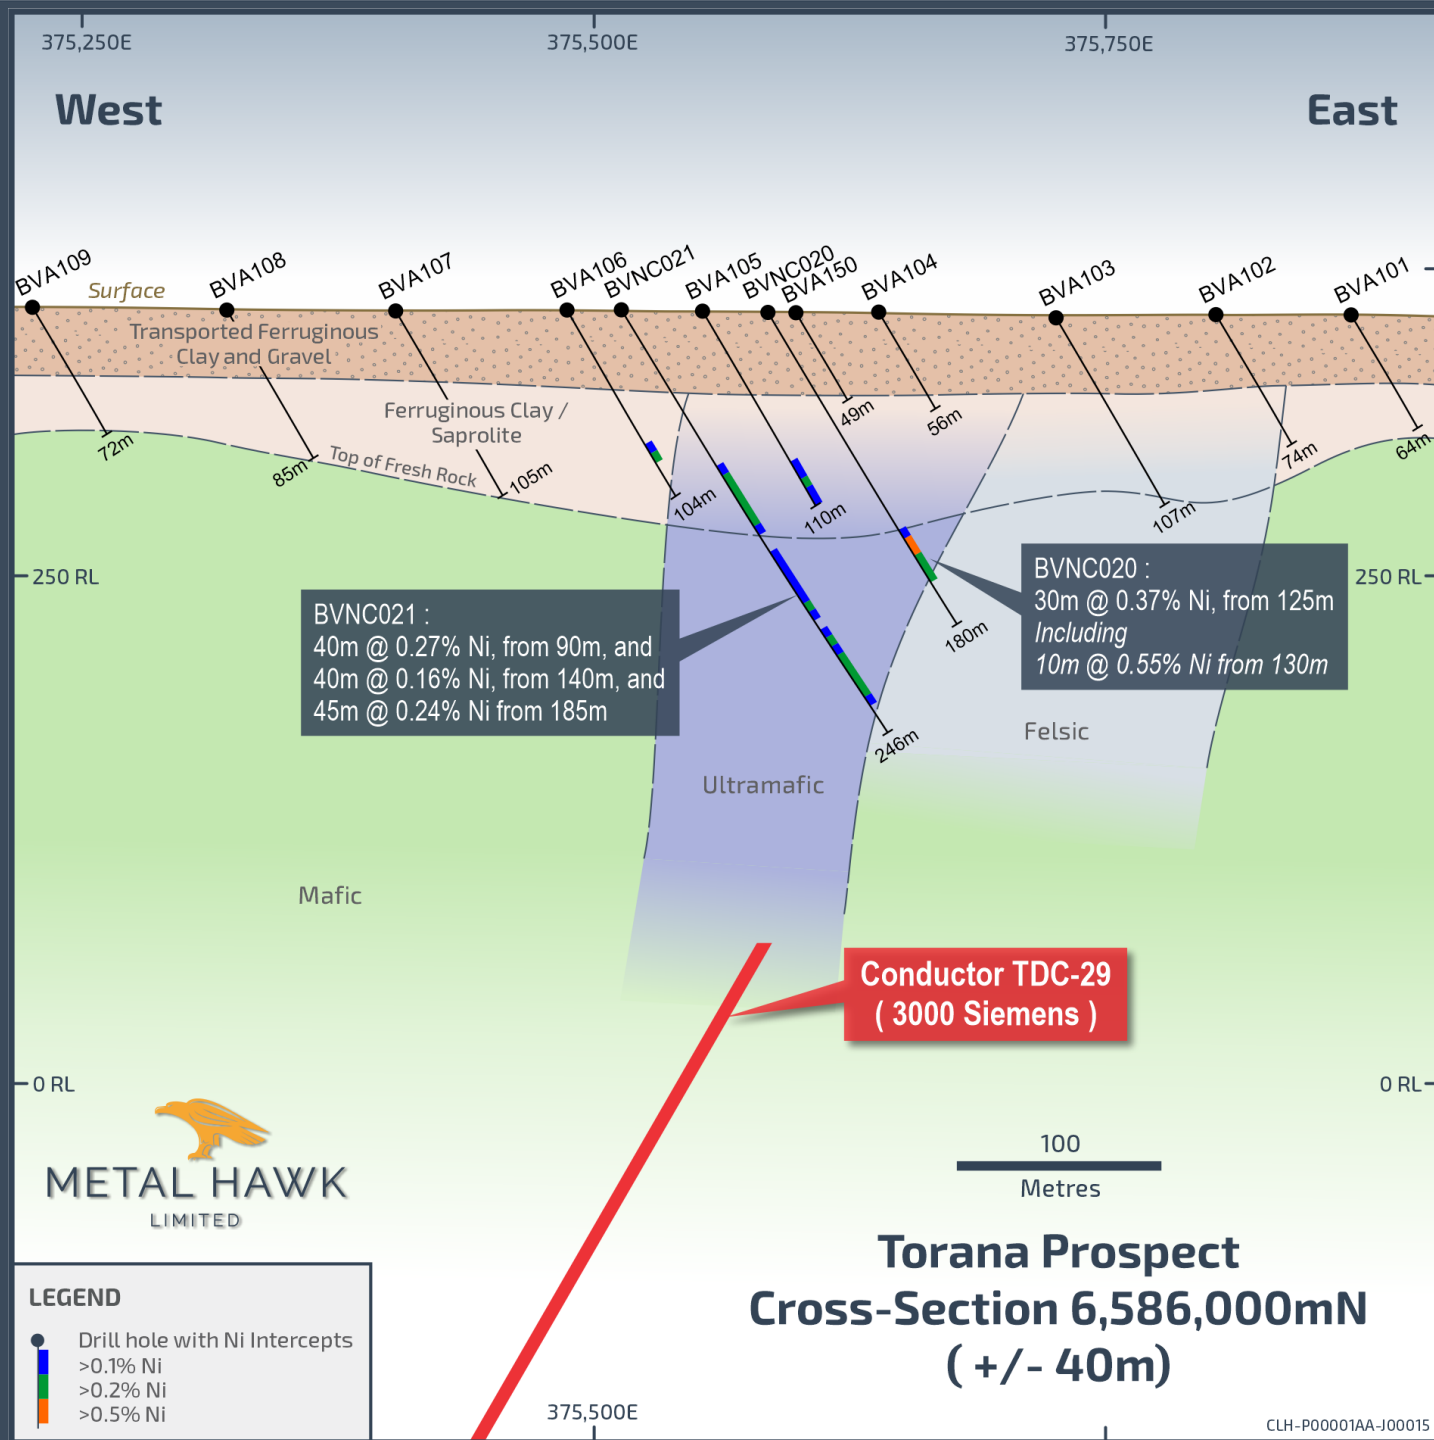 375,250E
375,500E
375,750E
West
East
BVA109
BVA108
BVA107
BVA106
BVNC021
BVA105
BVNC020
BVA150
BVA104
BVA103
BVA102
BVA101
Surface
Transported Ferruginous
Clay and Gravel
Ferruginous Clay /
Saprolite
Top of Fresh Rock
72m
85m
105m
104m
110m
49m
56m
107m
74m
64m
180m
246m
250 RL
250 RL
BVNC020 :
30m @ 0.37% Ni, from 125m
Including
10m @ 0.55% Ni from 130m
BVNC021 :
40m @ 0.27% Ni, from 90m, and
40m @ 0.16% Ni, from 140m, and
45m @ 0.24% Ni from 185m
Felsic
Ultramafic
Mafic
Conductor TDC-29
( 3000 Siemens )
0 RL
0 RL
METAL HAWK
LIMITED
100
Metres
Torana Prospect
Cross-Section 6,586,000mN
( +/- 40m)
LEGEND
Drill hole with Ni Intercepts
>0.1% Ni
>0.2% Ni
>0.5% Ni
375,500E
CLH-P00001AA-J00015